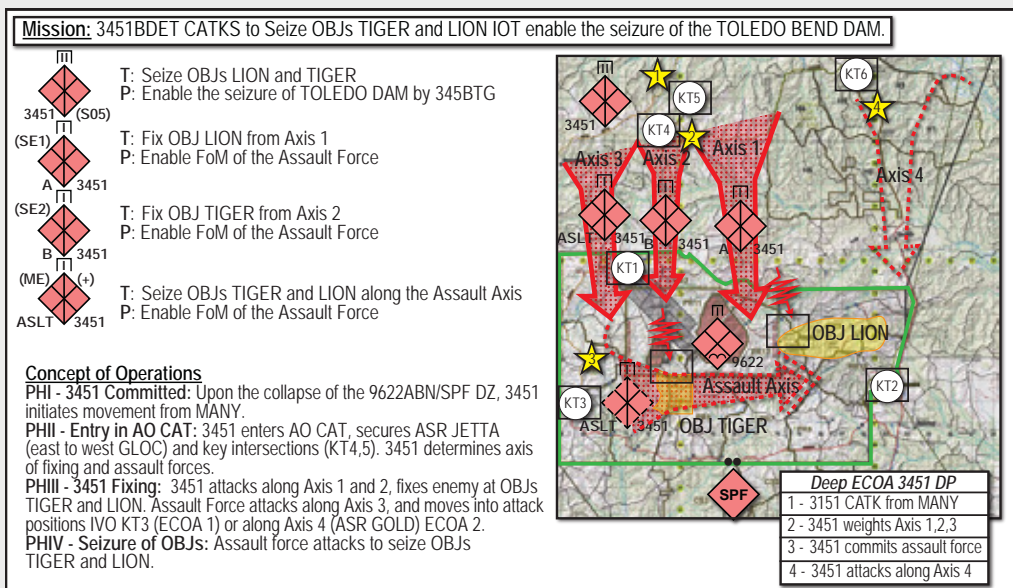 Mission: 3451BDET CATKS to Seize OBJs TIGER and LION IOT enable the seizure of the TOLEDO BEND DAM.
3451 (S05)
T: Seize OBJs LION and TIGER
P: Enable the seizure of TOLEDO DAM by 345BTG
(SE1)
A 3451
T: Fix OBJ LION from Axis 1
P: Enable FoM of the Assault Force
(SE2)
B 3451
T: Fix OBJ TIGER from Axis 2
P: Enable FoM of the Assault Force
(ME) (+)
ASLT 3451
T: Seize OBJs TIGER and LION along the Assault Axis
P: Enable FoM of the Assault Force
Concept of Operations
PHI - 3451 Committed: Upon the collapse of the 9622ABN/SPF DZ, 3451
initiates movement from MANY.
PHII - Entry in AO CAT: 3451 enters AO CAT, secures ASR JETTA
(east to west GLOC) and key intersections (KT4,5). 3451 determines axis
of fixing and assault forces.
PHIII - 3451 Fixing: 3451 attacks along Axis 1 and 2, fixes enemy at OBJs
TIGER and LION. Assault Force attacks along Axis 3, and moves into attack
positions IVO KT3 (ECOA 1) or along Axis 4 (ASR GOLD) ECOA 2.
PHIV - Seizure of OBJs: Assault force attacks to seize OBJs
TIGER and LION.
1
KT6
KT5
4
3451
KT4
2
Axis 1
Axis 3
Axis 2
Axis 4
ASLT 3451
B 3451
A 3451
KT1
OBJ LION
9622
3
Assault Axis
KT2
KT3
ASLT 3451
OBJ TIGER
SPF
Deep ECOA 3451 DP
1 - 3151 CATK from MANY
2 - 3451 weights Axis 1,2,3
3 - 3451 commits assault force
4 - 3451 attacks along Axis 4